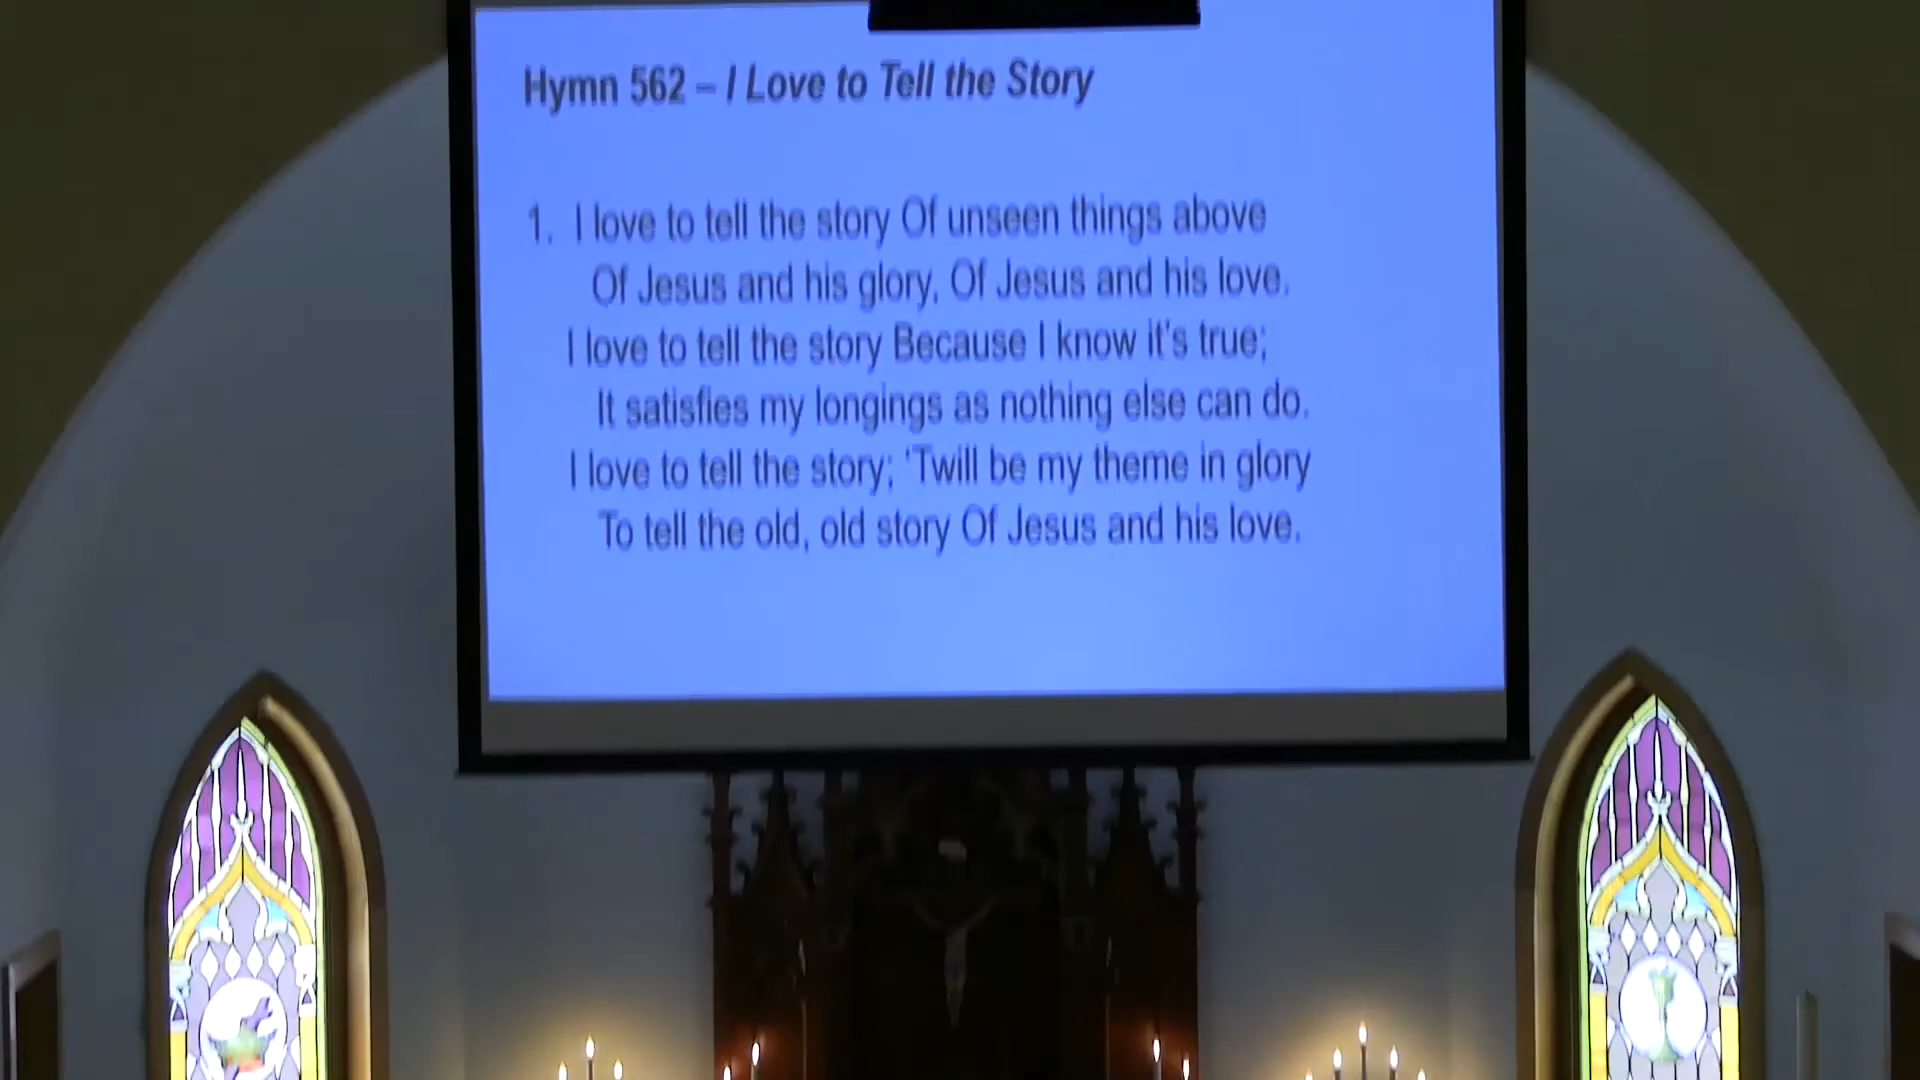 Hymn 562 – I Love to Tell the Story
1. I love to tell the story Of unseen things above
Of Jesus and his glory, Of Jesus and his love.
I love to tell the story Because I know it's true;
It satisfies my longings as nothing else can do.
I love to tell the story; 'Twill be my theme in glory
To tell the old, old story Of Jesus and his love.